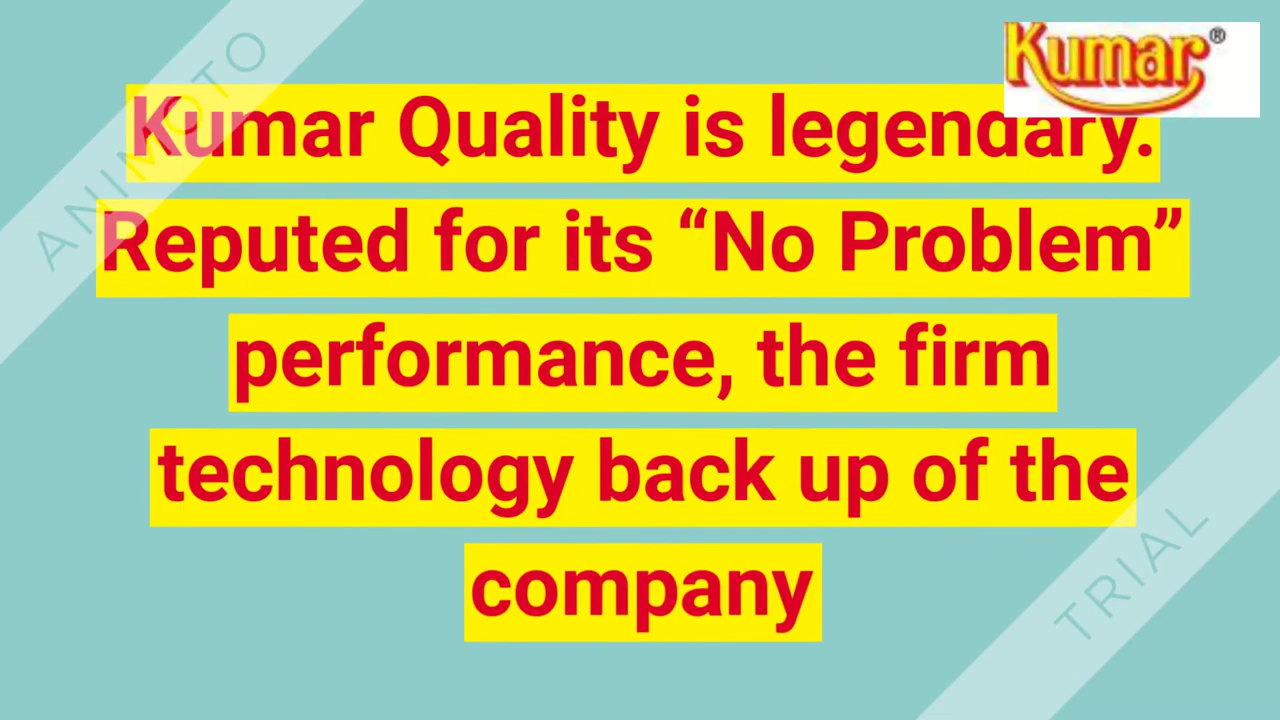 Kumar®
Kumar Quality is legendary.
Reputed for its “No Problem”
performance, the firm
technology back up of the
company
ANIMOTO
TRIAL